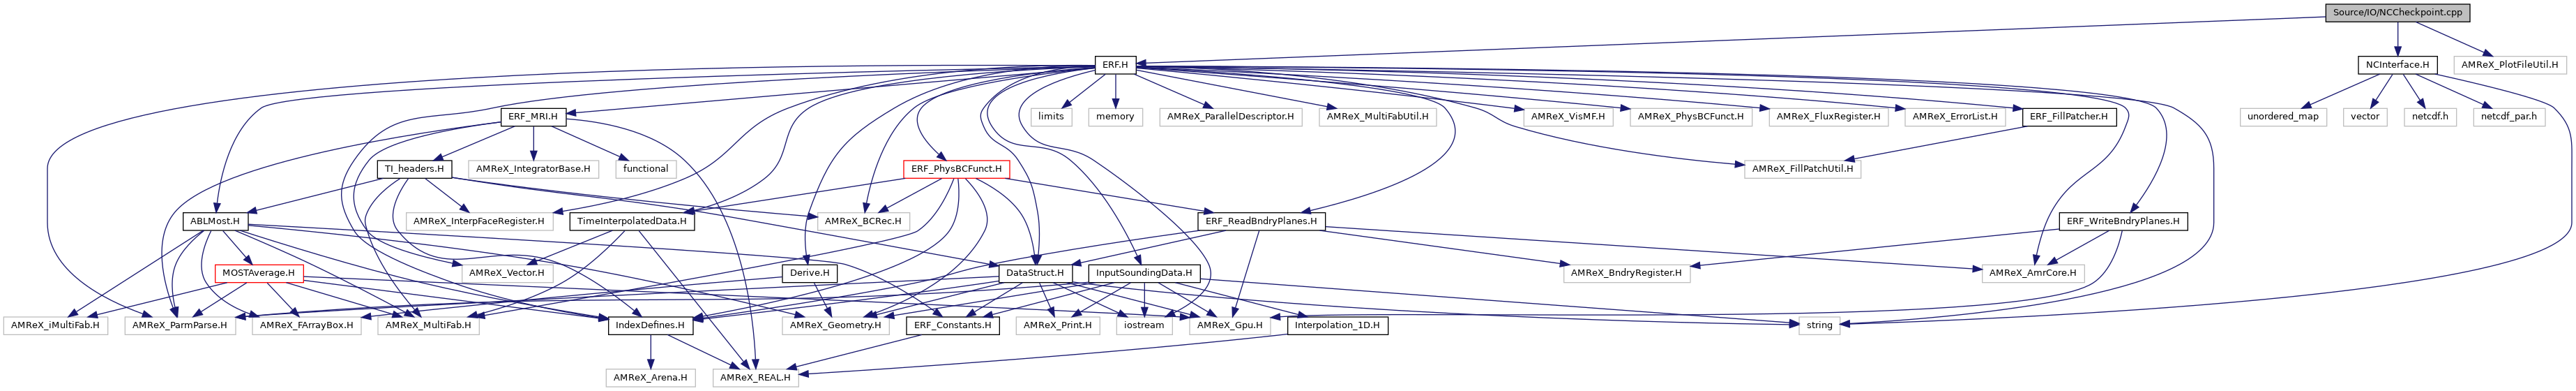 Source/IO/NCCheckpoint.cpp
ERF.H
NCInterface.H
AMReX_PlotFileUtil.H
ERF_MRI.H
limits
memory
AMReX_ParallelDescriptor.H
AMReX_MultiFabUtil.H
AMReX_VisMF.H
AMReX_PhysBCFunct.H
AMReX_FluxRegister.H
AMReX_ErrorList.H
ERF_FillPatcher.H
unordered_map
vector
netcdf.h
netcdf_par.h
TI_headers.H
AMReX_IntegratorBase.H
functional
ERF_PhysBCFunct.H
AMReX_FillPatchUtil.H
ABLMost.H
AMReX_InterpFaceRegister.H
TimeInterpolatedData.H
AMReX_BCRec.H
ERF_ReadBndryPlanes.H
ERF_WriteBndryPlanes.H
MOSTAverage.H
AMReX_Vector.H
Derive.H
DataStruct.H
InputSoundingData.H
AMReX_BndryRegister.H
AMReX_AmrCore.H
AMReX_iMultiFab.H
AMReX_ParmParse.H
AMReX_FArrayBox.H
AMReX_MultiFab.H
IndexDefines.H
AMReX_Geometry.H
ERF_Constants.H
AMReX_Print.H
iostream
AMReX_Gpu.H
Interpolation_1D.H
string
AMReX_Arena.H
AMReX_REAL.H